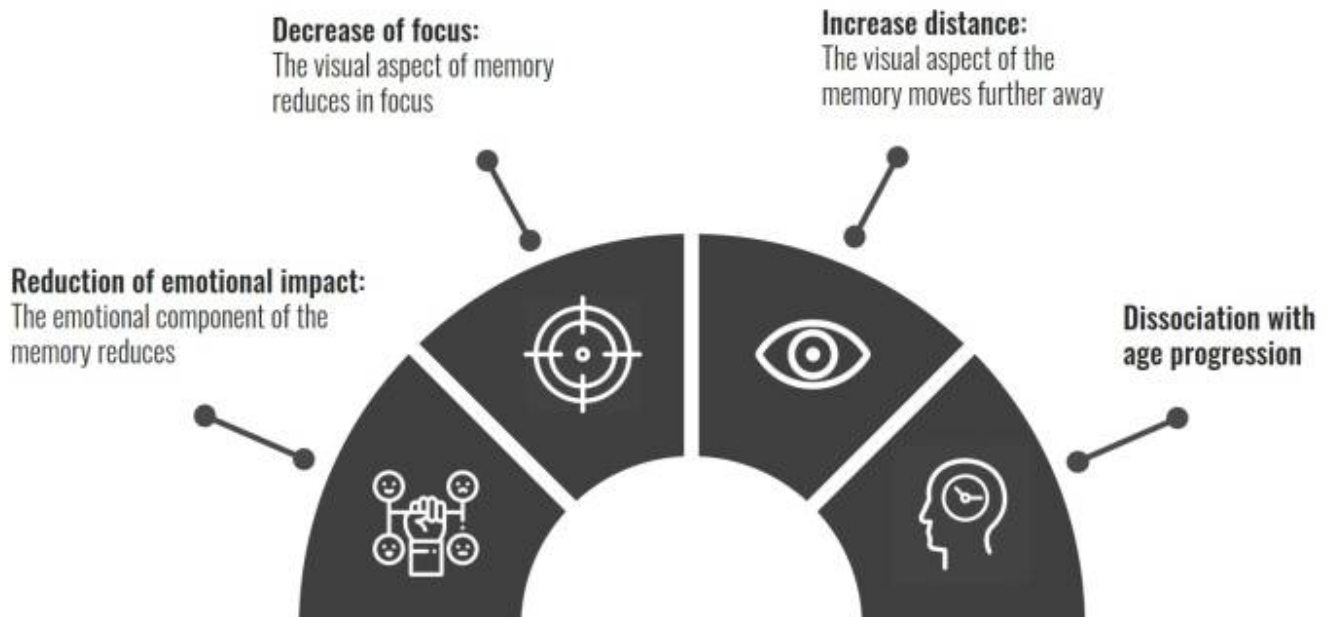 Decrease of focus:
The visual aspect of memory
reduces in focus
Increase distance:
The visual aspect of the
memory moves further away
Reduction of emotional impact:
The emotional component of the
memory reduces
Dissociation with
age progression